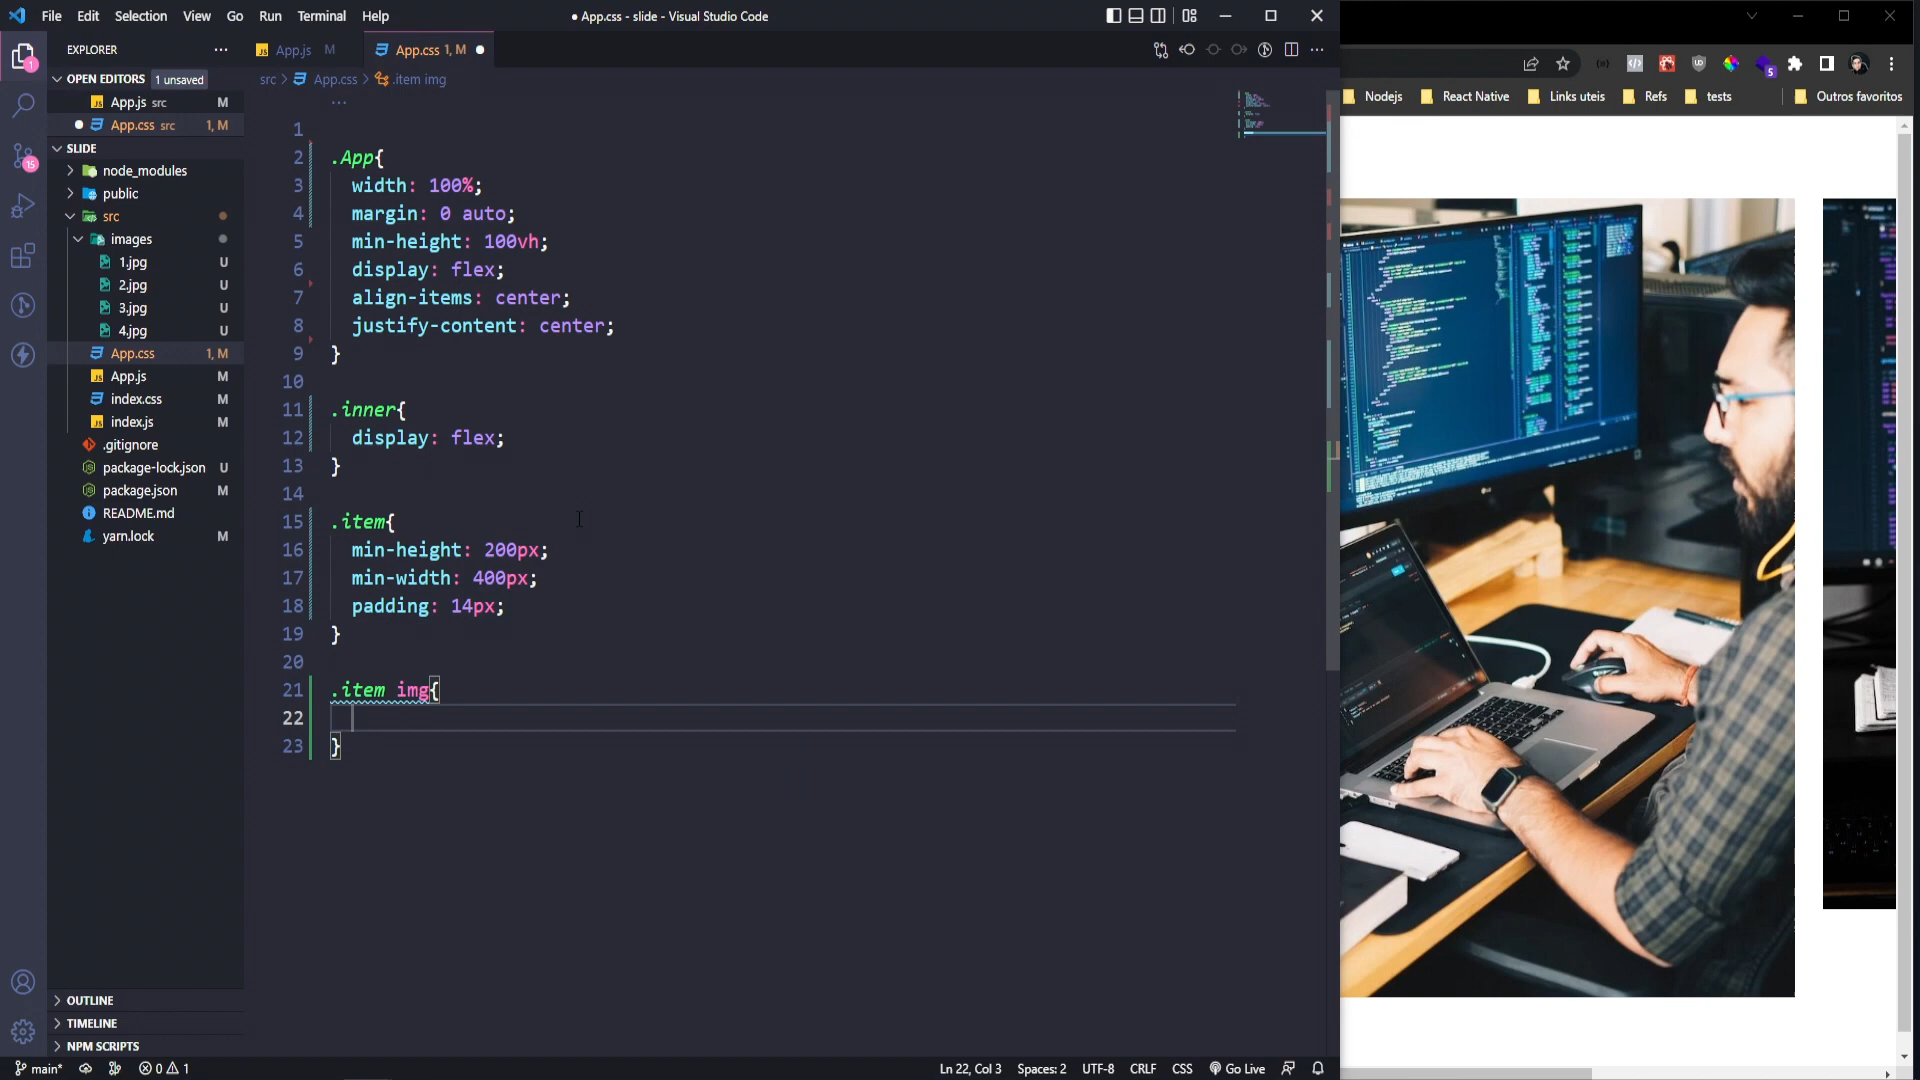 File Edit Selection View Go Run Terminal Help
● App.css - slide - Visual Studio Code
EXPLORER
OPEN EDITORS 1 unsaved
App.js src M
App.css src 1, M
SLIDE
node_modules
public
src
images
1.jpg U
2.jpg U
3.jpg U
4.jpg U
App.css 1, M
App.js M
index.css M
index.js M
.gitignore
package-lock.json U
package.json M
README.md
yarn.lock M
OUTLINE
TIMELINE
NPM SCRIPTS
1
15
App.js M
App.css 1, M
src > App.css > .item img
1
2 .App{
3 width: 100%;
4 margin: 0 auto;
5 min-height: 100vh;
6 display: flex;
7 align-items: center;
8 justify-content: center;
9 }
10
11 .inner{
12 display: flex;
13 }
14
15 .item{
16 min-height: 200px;
17 min-width: 400px;
18 padding: 14px;
19 }
20
21 .item img{
22
23 }
main* 0 1
Ln 22, Col 3 Spaces: 2 UTF-8 CRLF CSS Go Live
5
Nodejs React Native Links uteis Refs tests Outros favoritos